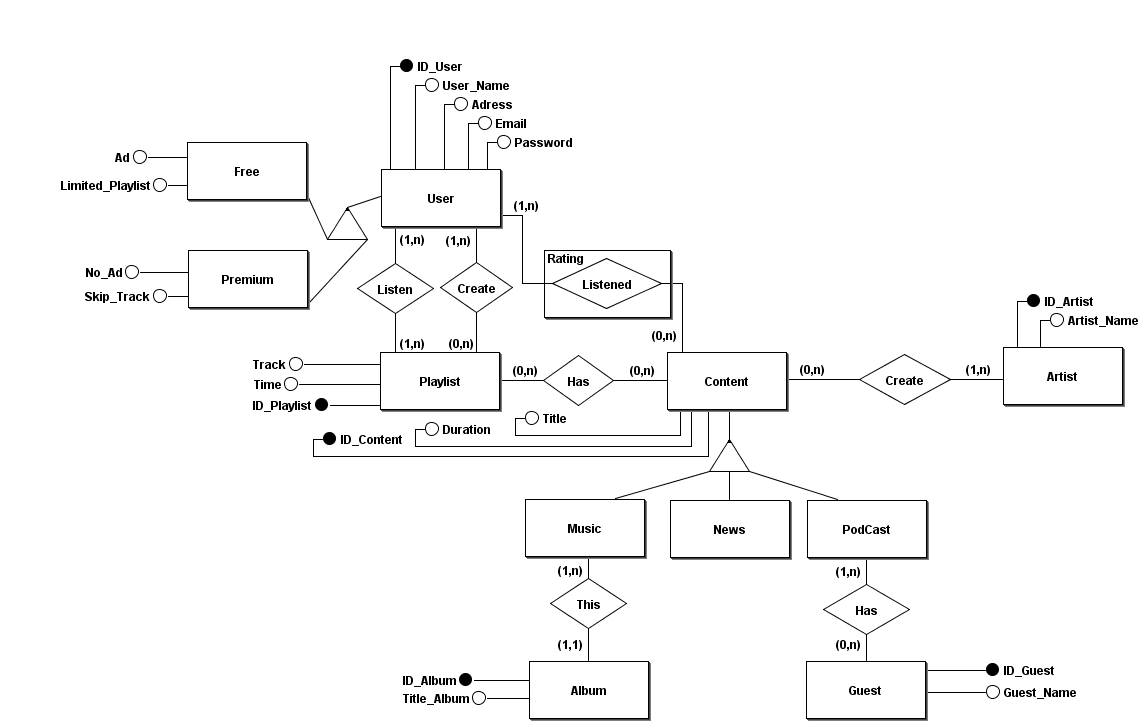 ID_User
User_Name
Adress
Email
Password
Ad
Limited_Playlist
Free
User
(1,n)
(1,n)
(1,n)
Rating
No_Ad
Skip_Track
Premium
Listen
Create
Listened
ID_Artist
Artist_Name
(1,n)
(0,n)
(0,n)
Track
Time
ID_Playlist
Playlist
(0,n)
Has
(0,n)
Content
(0,n)
Create
(1,n)
Artist
Title
Duration
ID_Content
Music
News
PodCast
(1,n)
(1,n)
This
Has
(1,1)
(0,n)
ID_Album
Title_Album
Album
Guest
ID_Guest
Guest_Name